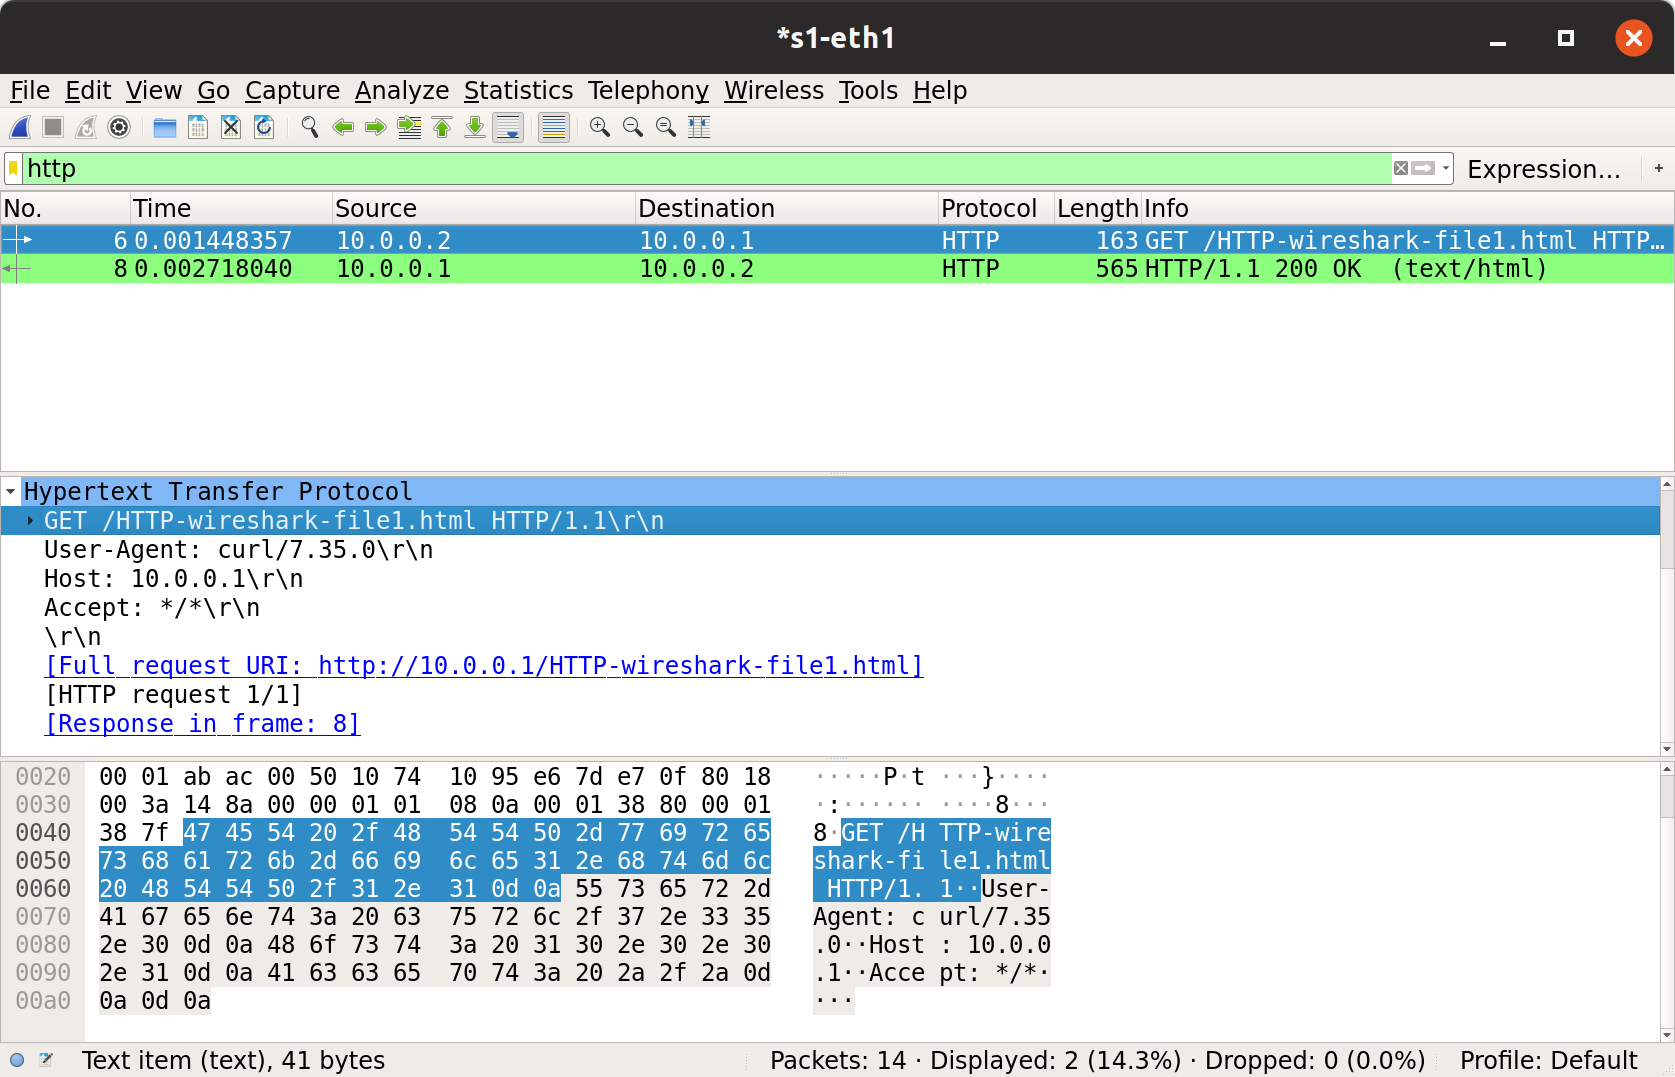 *s1-eth1
File Edit View Go Capture Analyze Statistics Telephony Wireless Tools Help
http Expression… +
No. Time Source Destination Protocol Length Info
6 0.001448357 10.0.0.2 10.0.0.1 HTTP 163 GET /HTTP-wireshark-file1.html HTTP…
8 0.002718040 10.0.0.1 10.0.0.2 HTTP 565 HTTP/1.1 200 OK (text/html)
Hypertext Transfer Protocol
GET /HTTP-wireshark-file1.html HTTP/1.1\r\n
User-Agent: curl/7.35.0\r\n
Host: 10.0.0.1\r\n
Accept: */*\r\n
\r\n
[Full request URI: http://10.0.0.1/HTTP-wireshark-file1.html]
[HTTP request 1/1]
[Response in frame: 8]
0020 00 01 ab ac 00 50 10 74 10 95 e6 7d e7 0f 80 18 ·····P·t ···}····
0030 00 3a 14 8a 00 00 01 01 08 0a 00 01 38 80 00 01 ·:······ ····8···
0040 38 7f 47 45 54 20 2f 48 54 54 50 2d 77 69 72 65 8·GET /H TTP-wire
0050 73 68 61 72 6b 2d 66 69 6c 65 31 2e 68 74 6d 6c shark-fi le1.html
0060 20 48 54 54 50 2f 31 2e 31 0d 0a 55 73 65 72 2d HTTP/1. 1··User-
0070 41 67 65 6e 74 3a 20 63 75 72 6c 2f 37 2e 33 35 Agent: c url/7.35
0080 2e 30 0d 0a 48 6f 73 74 3a 20 31 30 2e 30 2e 30 .0··Host : 10.0.0
0090 2e 31 0d 0a 41 63 63 65 70 74 3a 20 2a 2f 2a 0d .1··Acce pt: */*·
00a0 0a 0d 0a ···
Text item (text), 41 bytes Packets: 14 · Displayed: 2 (14.3%) · Dropped: 0 (0.0%) Profile: Default